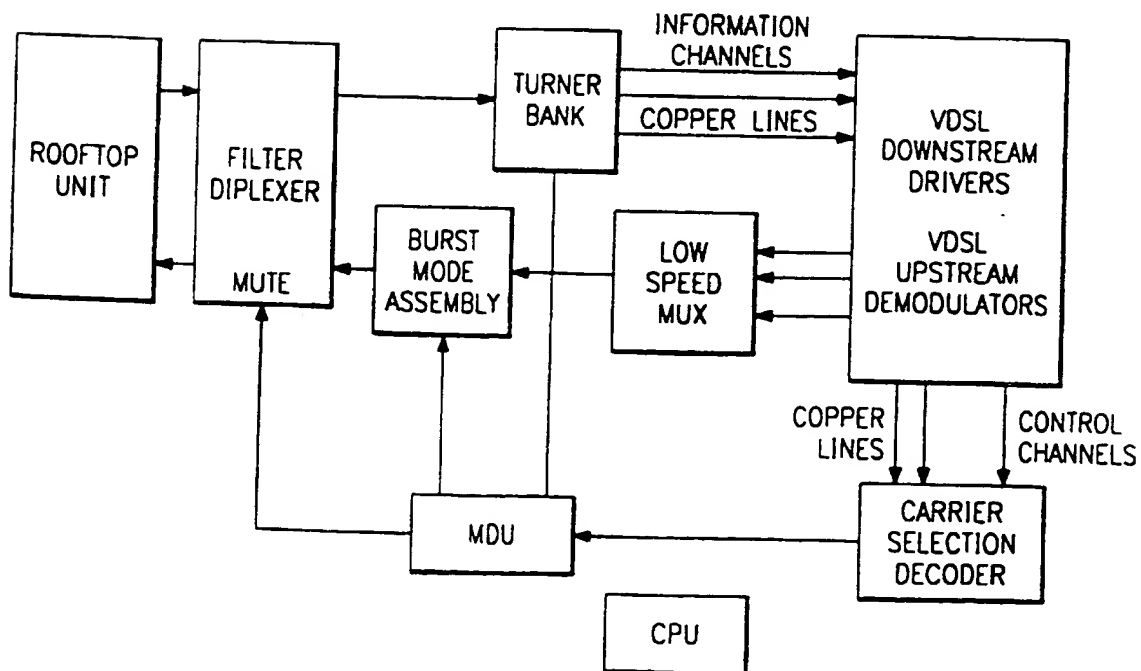 INFORMATION
CHANNELS
ROOFTOP
UNIT
FILTER
DIPLEXER
MUTE
TURNER
BANK
COPPER LINES
VDSL
DOWNSTREAM
DRIVERS
BURST
MODE
ASSEMBLY
LOW
SPEED
MUX
VDSL
UPSTREAM
DEMODULATORS
COPPER
LINES
CONTROL
CHANNELS
MDU
CARRIER
SELECTION
DECODER
CPU